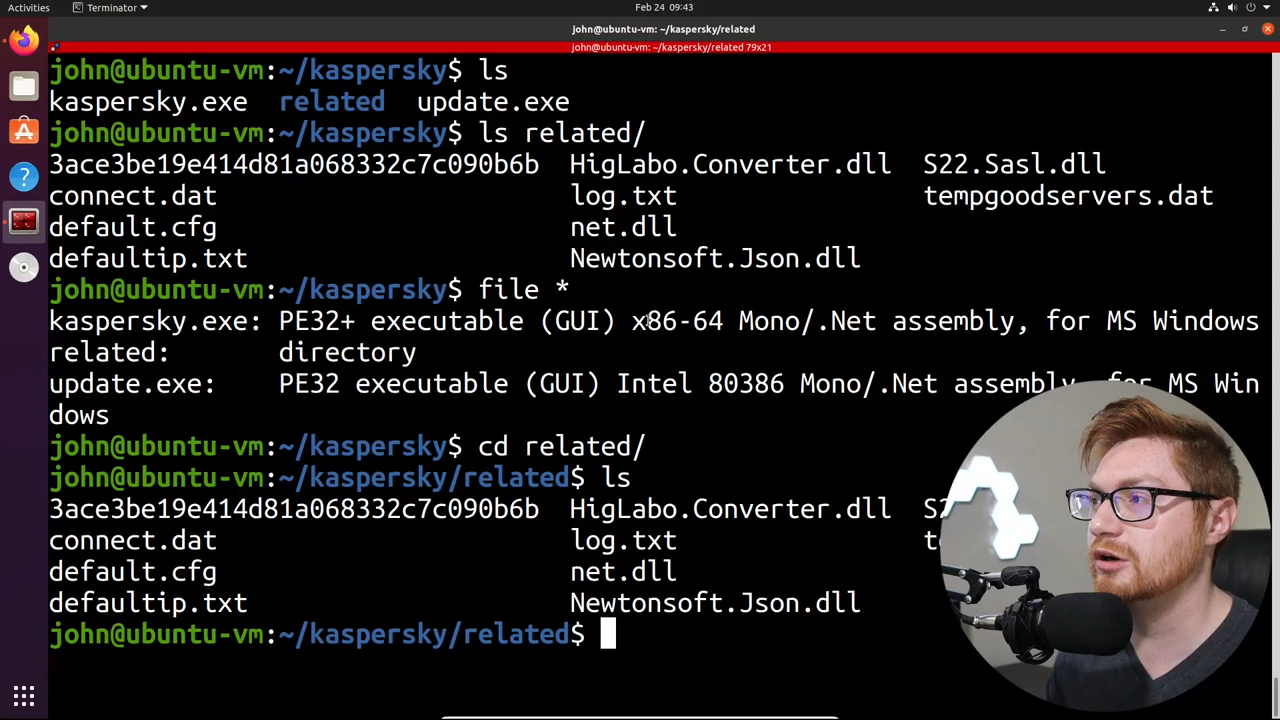 Activities
Terminator
Feb 24 09:43
john@ubuntu-vm: ~/kaspersky/related
john@ubuntu-vm: ~/kaspersky/related 79x21
john@ubuntu-vm:~/kaspersky$ ls
kaspersky.exe related update.exe
john@ubuntu-vm:~/kaspersky$ ls related/
3ace3be19e414d81a068332c7c090b6b HigLabo.Converter.dll S22.Sasl.dll
connect.dat log.txt tempgoodservers.dat
default.cfg net.dll
defaultip.txt Newtonsoft.Json.dll
john@ubuntu-vm:~/kaspersky$ file *
kaspersky.exe: PE32+ executable (GUI) x86-64 Mono/.Net assembly, for MS Windows
related: directory
update.exe: PE32 executable (GUI) Intel 80386 Mono/.Net assembly, for MS Win
dows
john@ubuntu-vm:~/kaspersky$ cd related/
john@ubuntu-vm:~/kaspersky/related$ ls
3ace3be19e414d81a068332c7c090b6b HigLabo.Converter.dll
connect.dat log.txt
default.cfg net.dll
defaultip.txt Newtonsoft.Json.dll
john@ubuntu-vm:~/kaspersky/related$